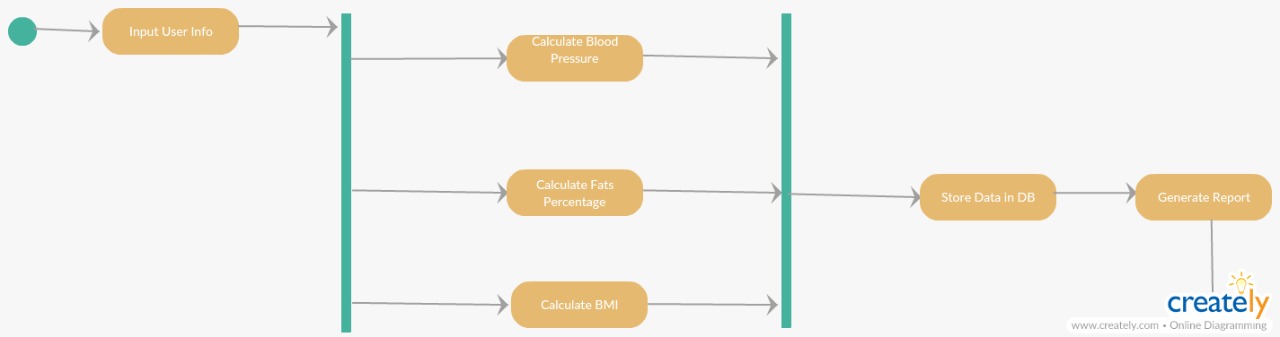 Input User Info
Calculate Blood
Pressure
Calculate Fats
Percentage
Calculate BMI
Store Data in DB
Generate Report
creately
www.creately.com • Online Diagramming